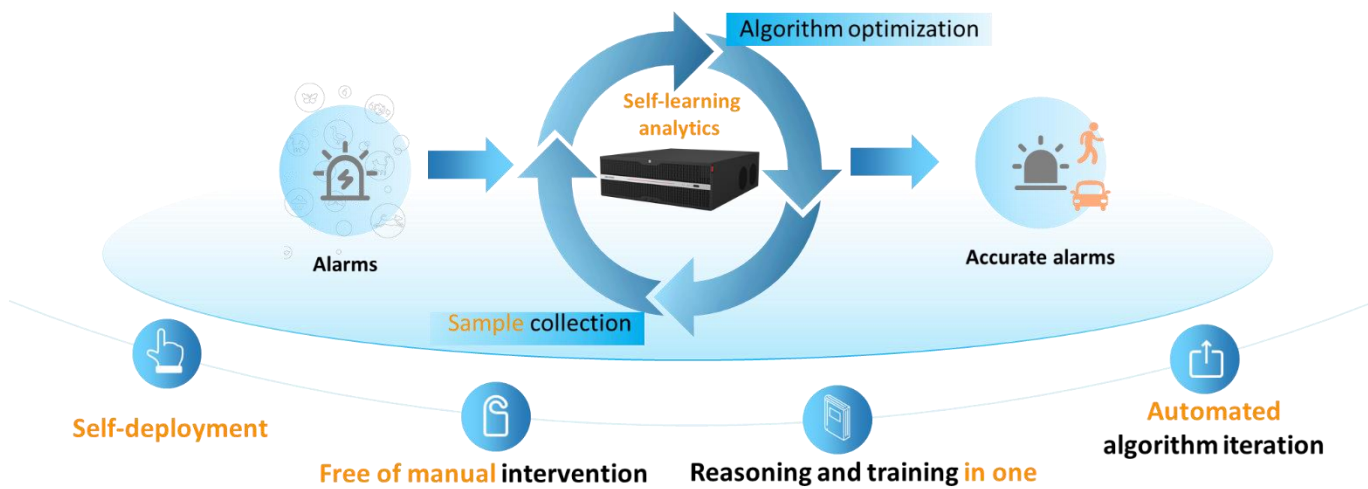 Algorithm optimization
Self-learning
analytics
Alarms
Accurate alarms
Sample collection
Self-deployment
Free of manual intervention
Reasoning and training in one
Automated
algorithm iteration